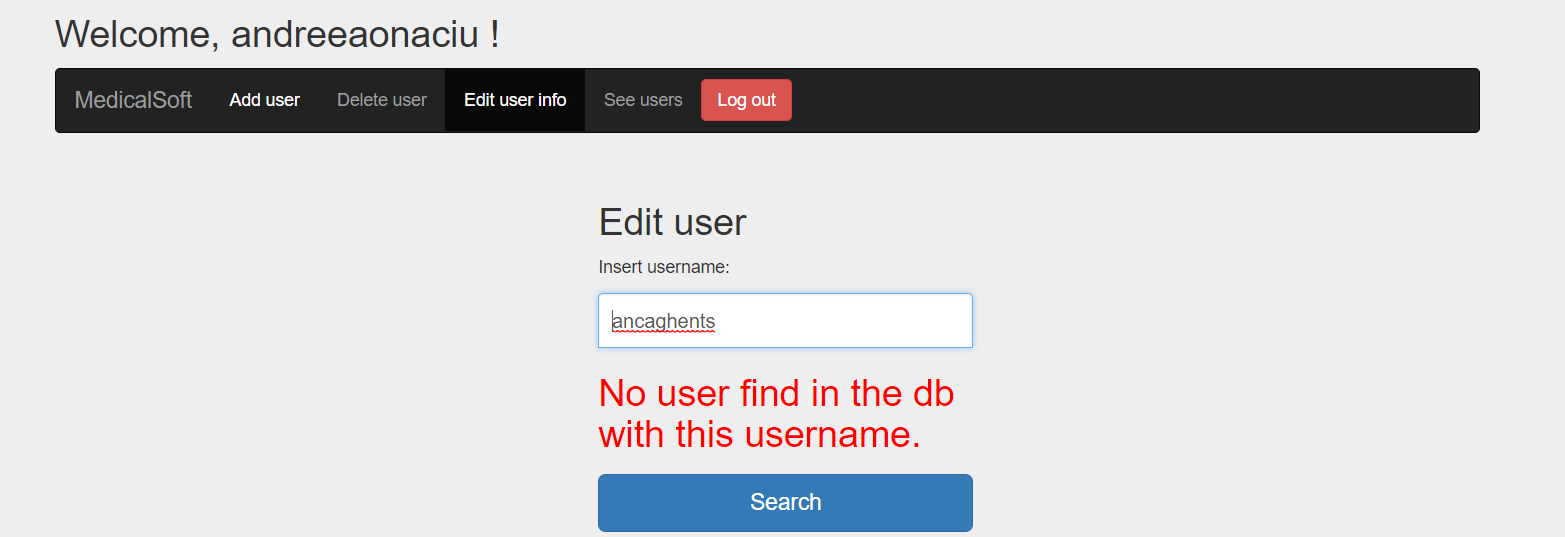 Welcome, andreeaonaciu !
MedicalSoft Add user Delete user Edit user info See users Log out
Edit user
Insert username:
ancaghents
No user find in the db
with this username.
Search